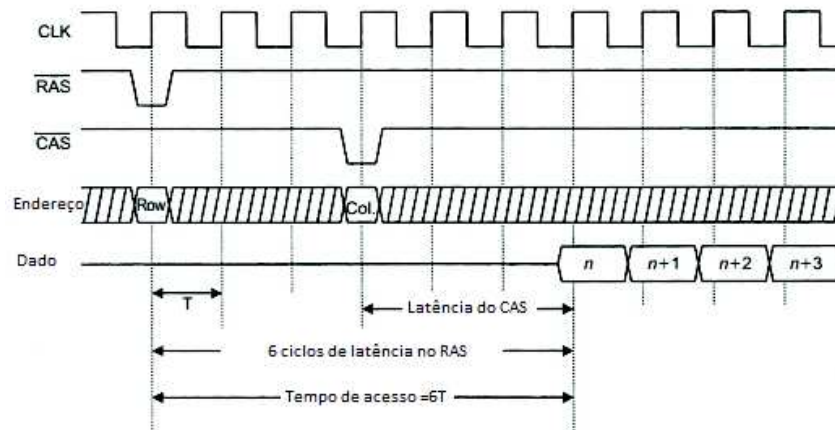 CLK
RAS
CAS
Endereço Row Col.
Dado n n+1 n+2 n+3
T Latência do CAS
6 ciclos de latência no RAS
Tempo de acesso =6T